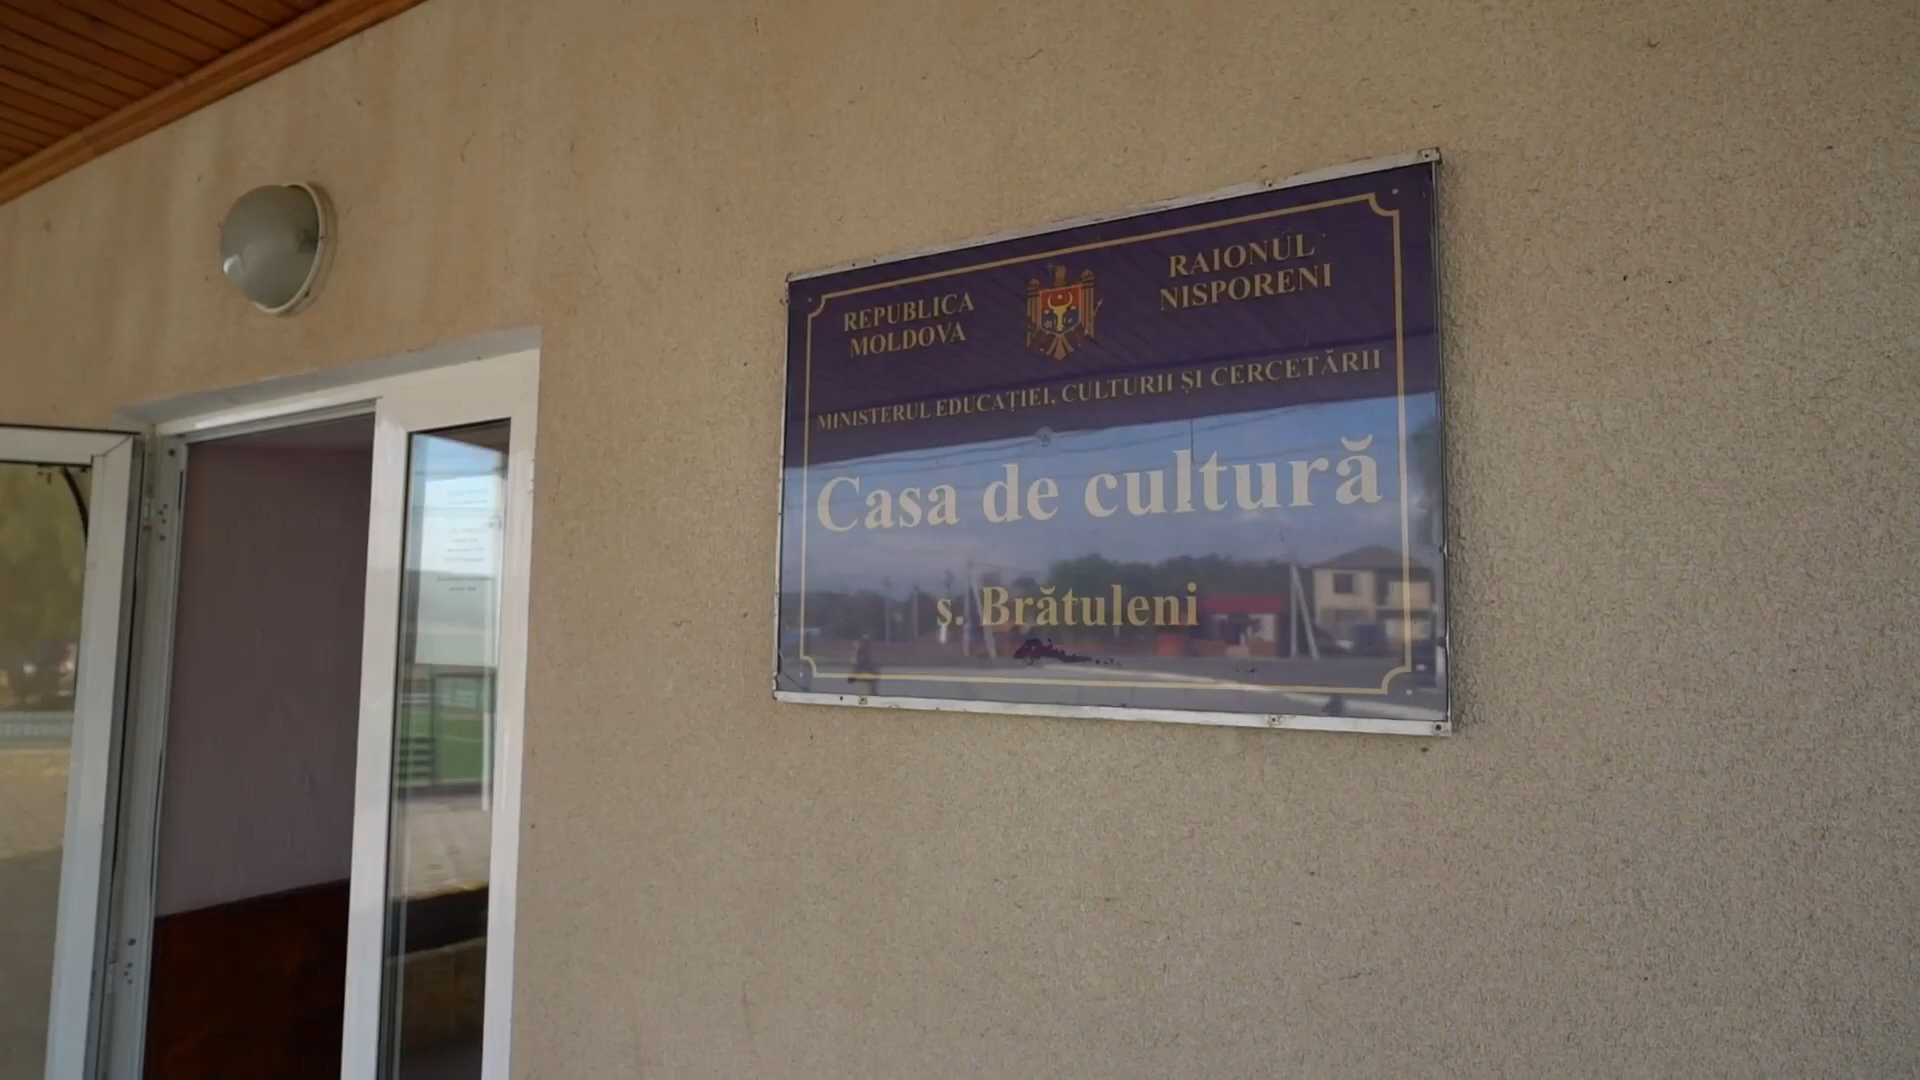 REPUBLICA
MOLDOVA
RAIONUL
NISPORENI
MINISTERUL EDUCAȚIEI, CULTURII ȘI CERCETĂRII
Casa de cultură
s. Brătuleni